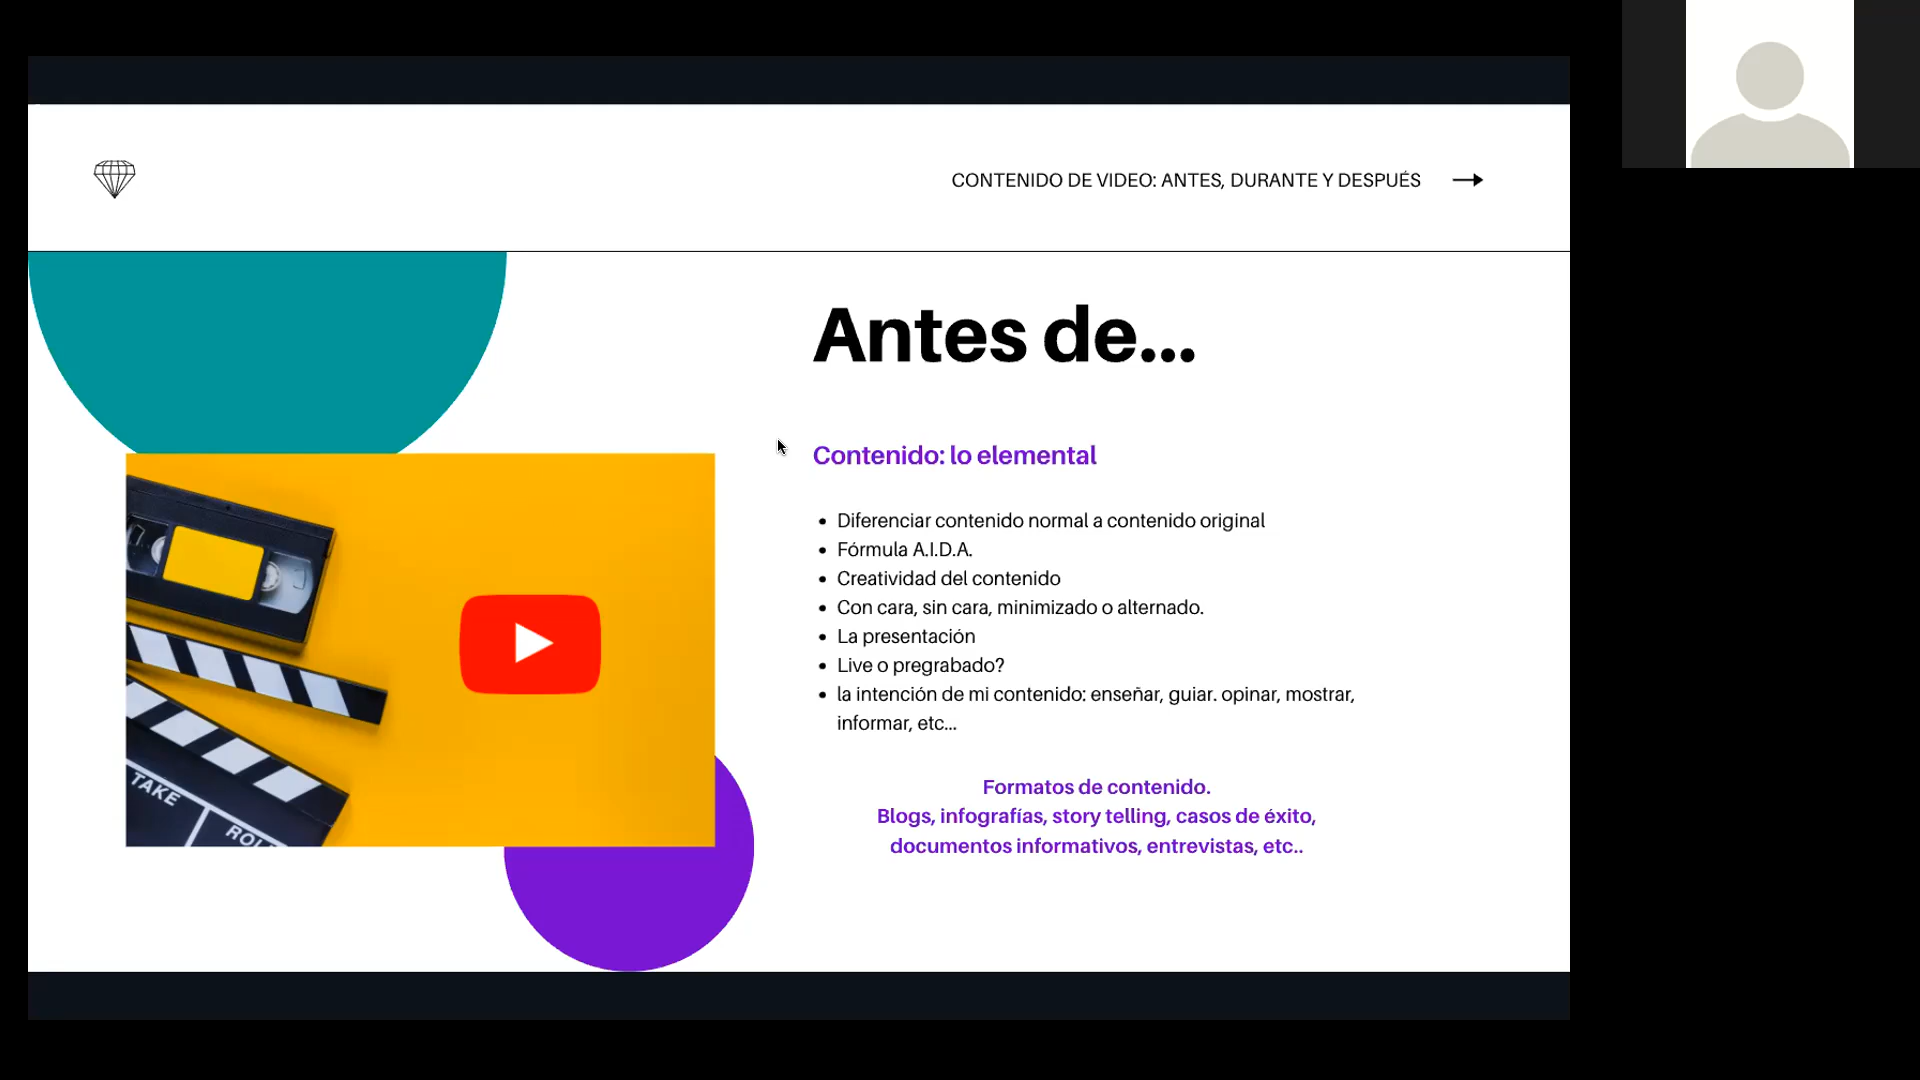 CONTENIDO DE VIDEO: ANTES, DURANTE Y DESPUÉS
Antes de...
Contenido: lo elemental
Diferenciar contenido normal a contenido original
Fórmula A.I.D.A.
Creatividad del contenido
Con cara, sin cara, minimizado o alternado.
La presentación
Live o pregrabado?
la intención de mi contenido: enseñar, guiar. opinar, mostrar,
informar, etc...
Formatos de contenido.
Blogs, infografías, story telling, casos de éxito,
documentos informativos, entrevistas, etc..
TAKE